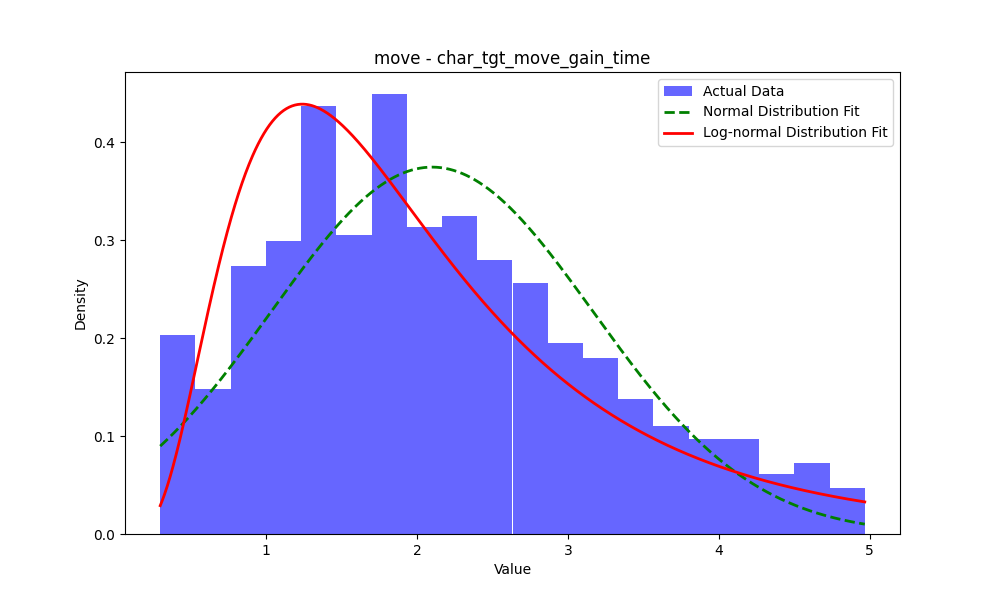 move - char_tgt_move_gain_time
Actual Data
Normal Distribution Fit
Log-normal Distribution Fit
Density
0.4
0.3
0.2
0.1
0.0
1 2 3 4 5
Value